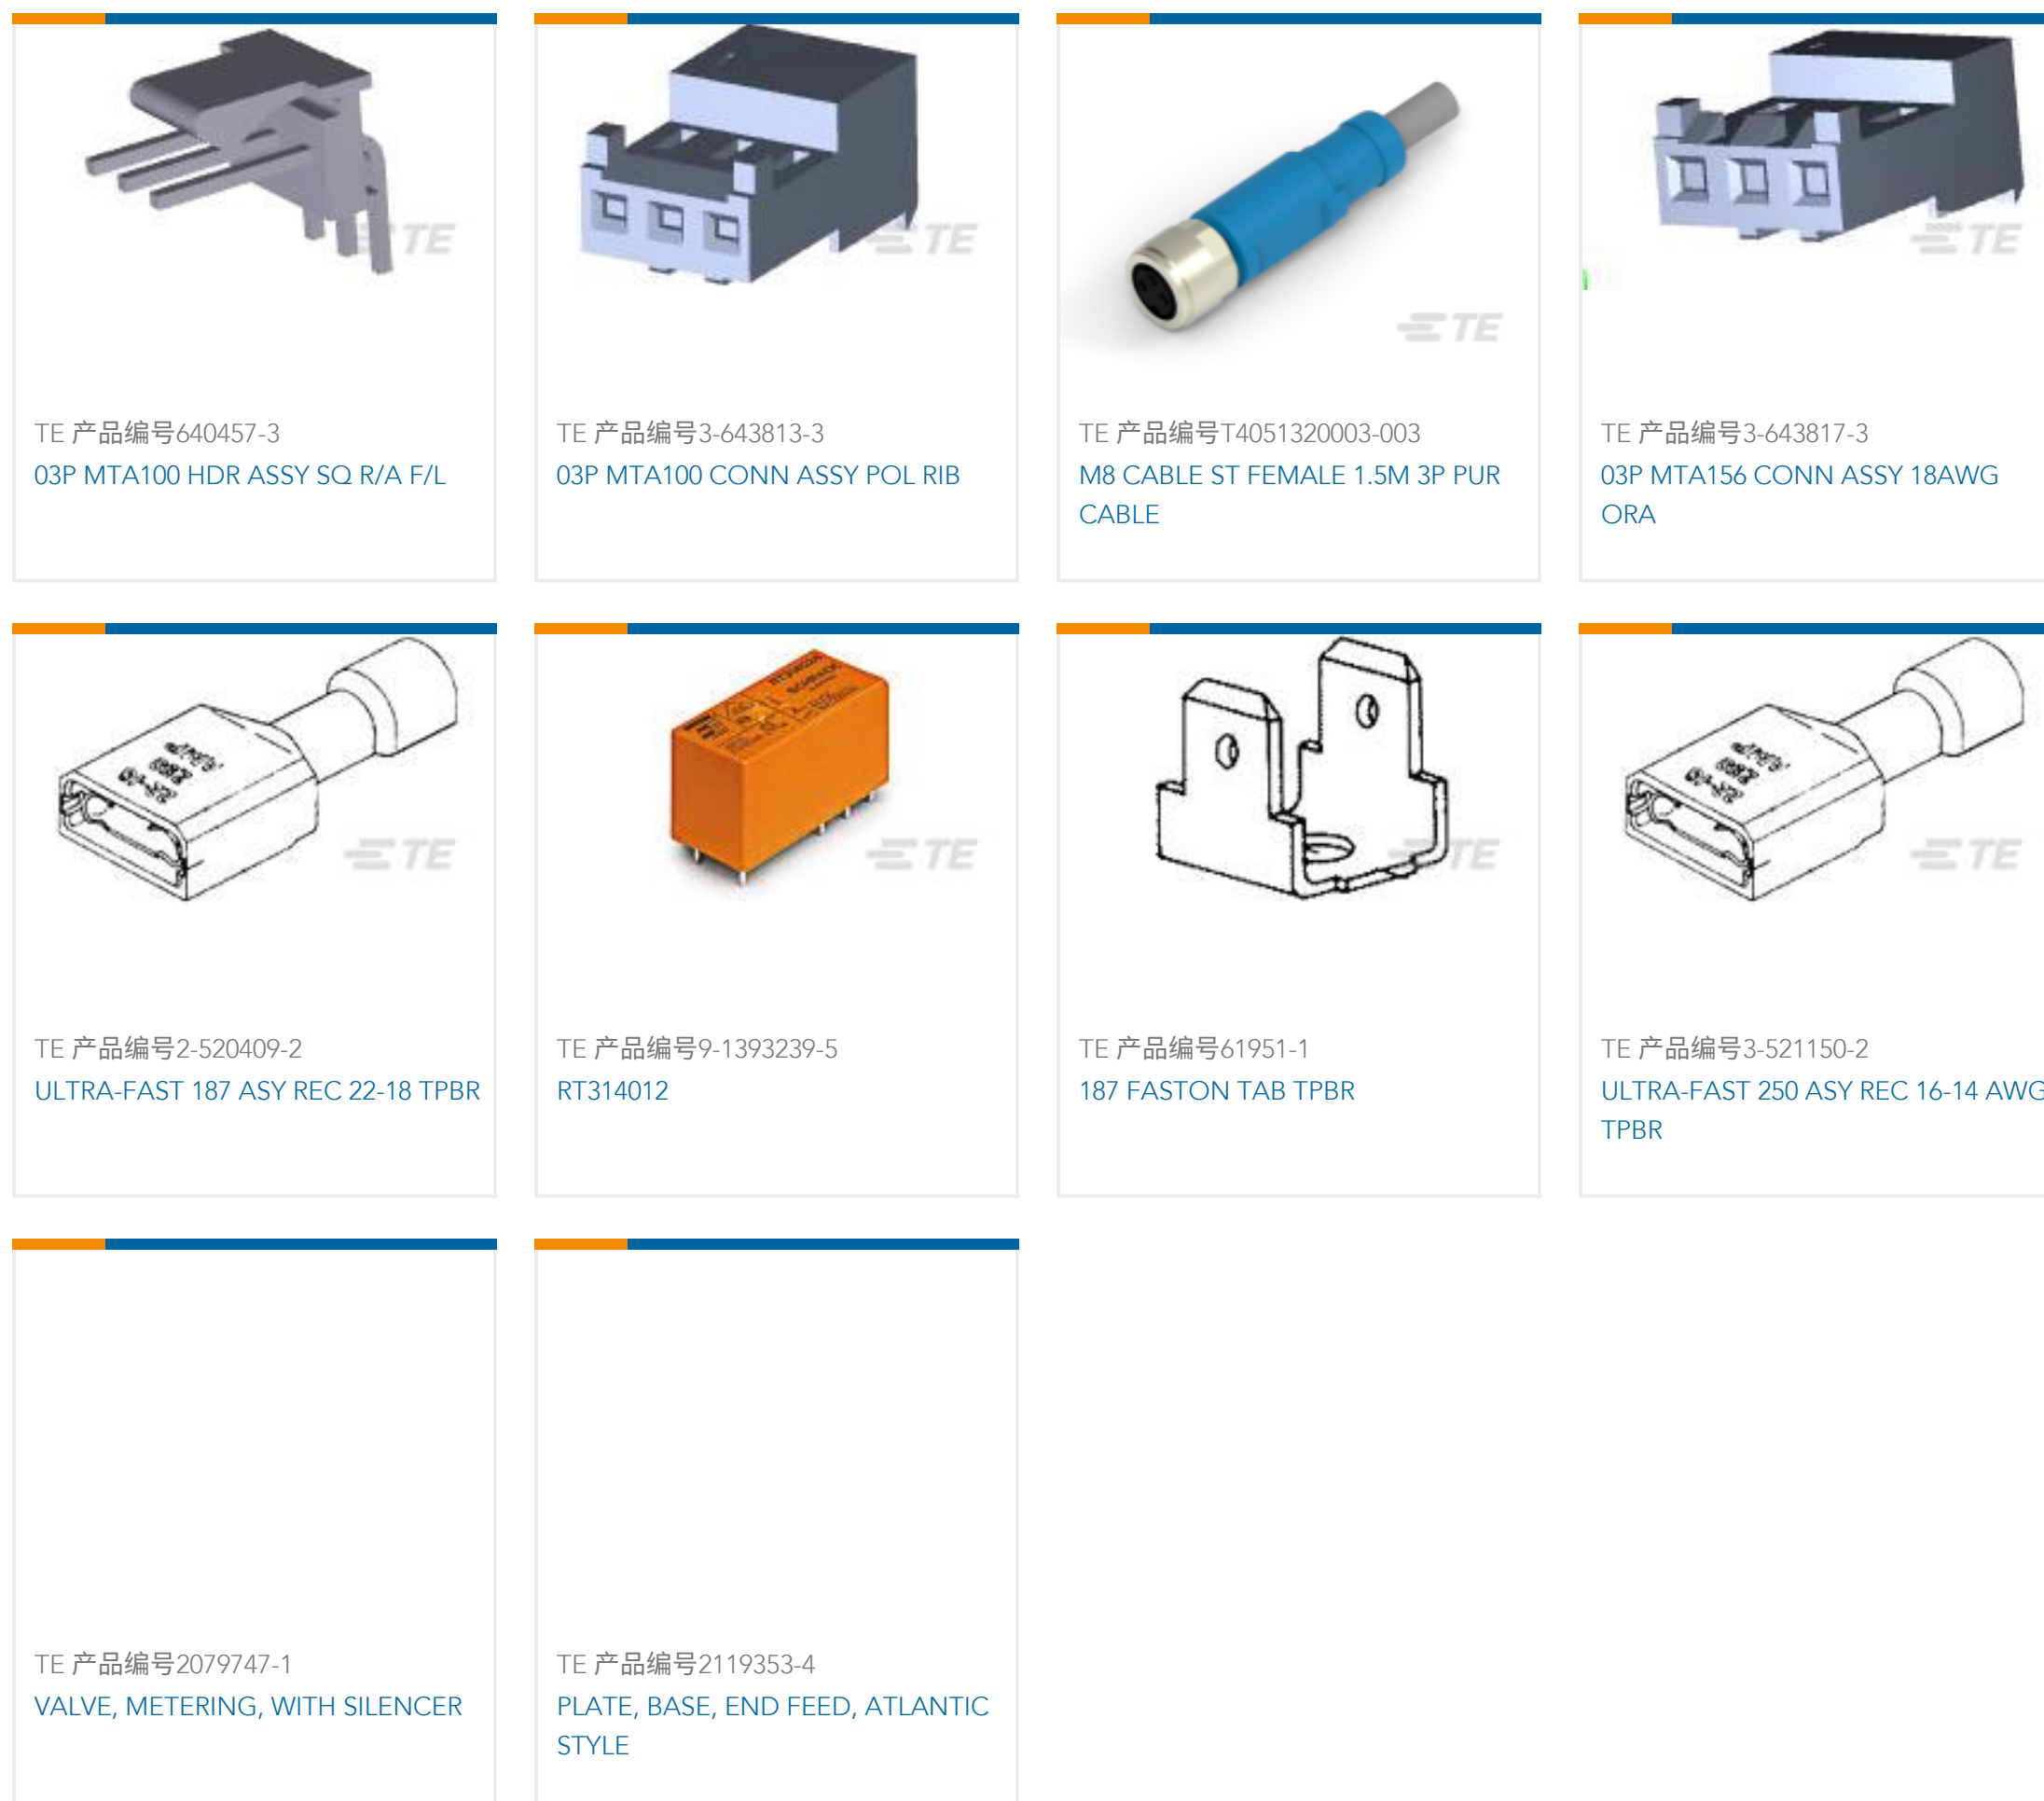 TE
TE
TE
TE
TE 产品编号640457-3
03P MTA100 HDR ASSY SQ R/A F/L
TE 产品编号3-643813-3
03P MTA100 CONN ASSY POL RIB
TE 产品编号T4051320003-003
M8 CABLE ST FEMALE 1.5M 3P PUR
CABLE
TE 产品编号3-643817-3
03P MTA156 CONN ASSY 18AWG
ORA
TE
TE
TE
TE
TE 产品编号2-520409-2
ULTRA-FAST 187 ASY REC 22-18 TPBR
TE 产品编号9-1393239-5
RT314012
TE 产品编号61951-1
187 FASTON TAB TPBR
TE 产品编号3-521150-2
ULTRA-FAST 250 ASY REC 16-14 AWG
TPBR
TE 产品编号2079747-1
VALVE, METERING, WITH SILENCER
TE 产品编号2119353-4
PLATE, BASE, END FEED, ATLANTIC
STYLE